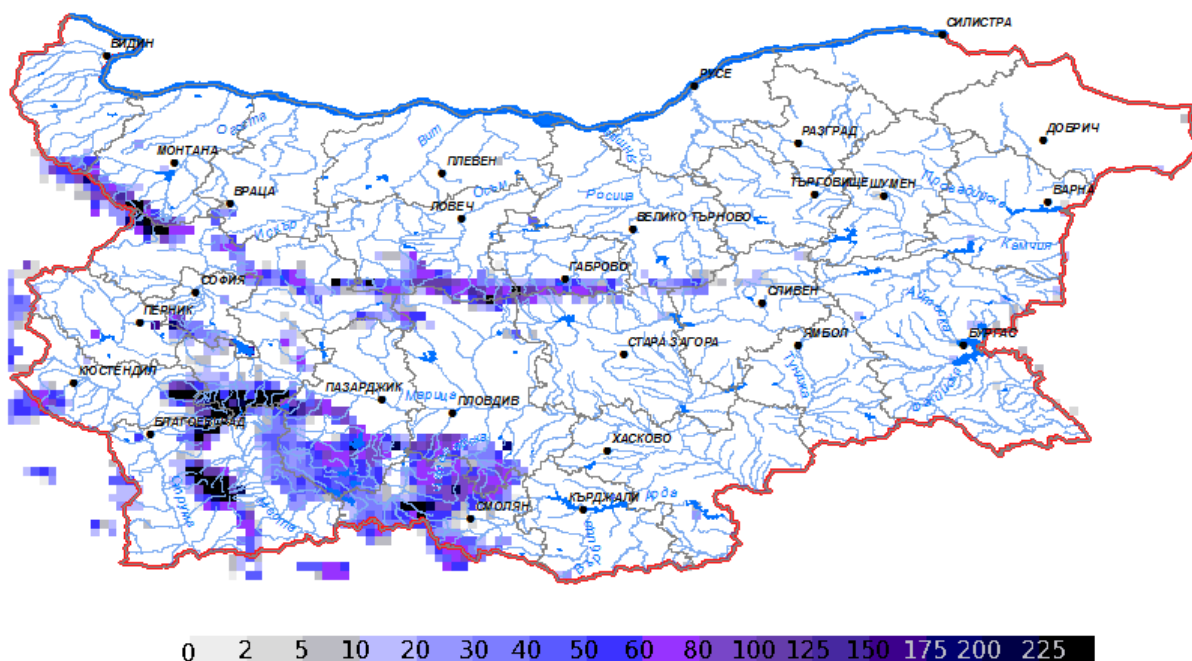 СИЛИСТРА
ВИДИН
РУСЕ
Огоста
Вит
РАЗГРАД
ДОБРИЧ
МОНТАНА
ПЛЕВЕН
ВРАЦА
Осъм
ТЪРГОВИЩЕ
ШУМЕН
ВАРНА
ЛОВЕЧ
Росица
ВЕЛИКО ТЪРНОВО
Искър
Камчия
СОФИЯ
ГАБРОВО
СЛИВЕН
ПЕРНИК
СТАРА ЗАГОРА
ЯМБОЛ
БУРГАС
КЮСТЕНДИЛ
ПАЗАРДЖИК
Марица
ПЛОВДИВ
Тунджа
БЛАГОЕВГРАД
ХАСКОВО
Струма
Места
СМОЛЯН
КЪРДЖАЛИ
0 2 5 10 20 30 40 50 60 80 100 125 150 175 200 225